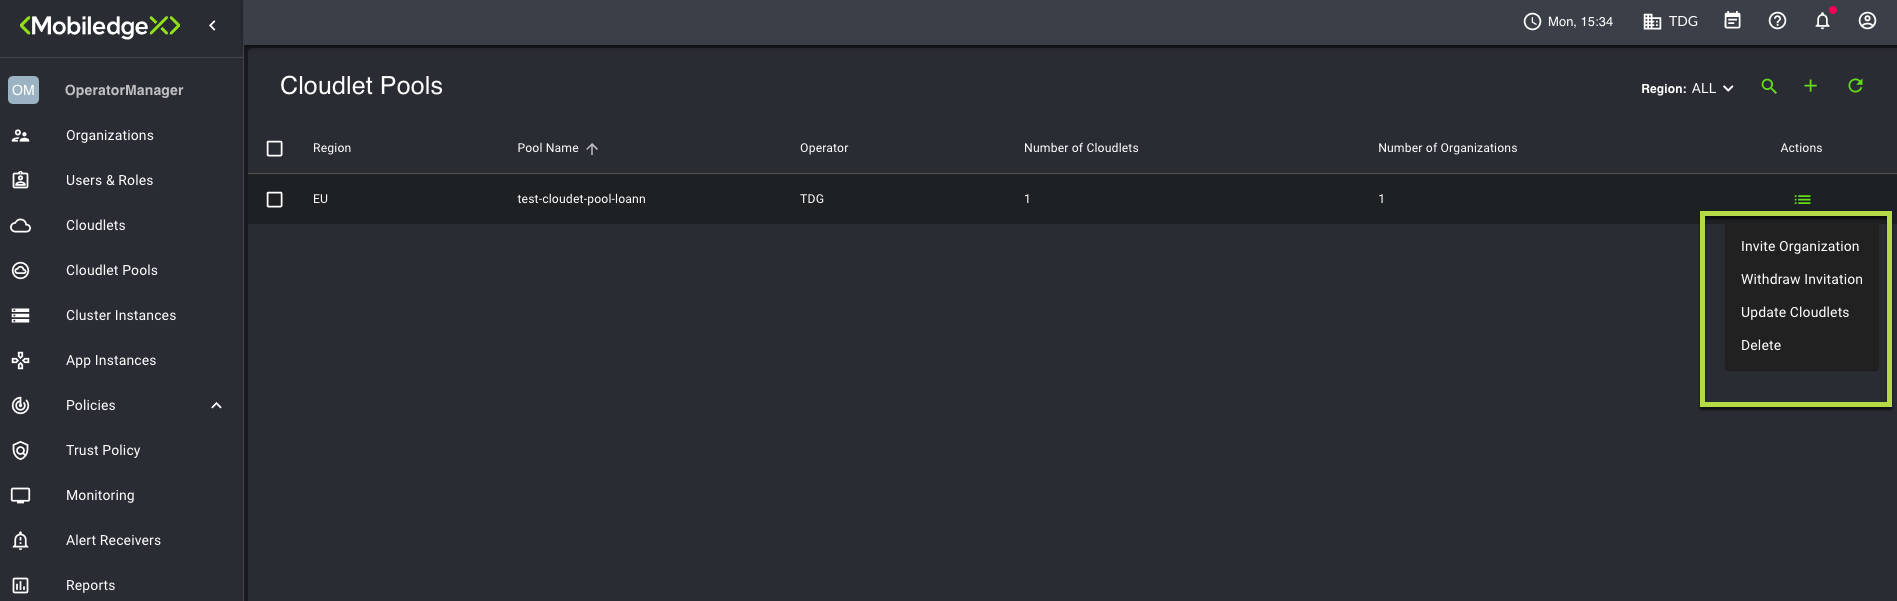 <MobiledgeX>
Mon, 15:34
TDG
OM
OperatorManager
Organizations
Users & Roles
Cloudlets
Cloudlet Pools
Cluster Instances
App Instances
Policies
Trust Policy
Monitoring
Alert Receivers
Reports
Cloudlet Pools
Region: ALL
Region Pool Name Operator Number of Cloudlets Number of Organizations Actions
EU test-cloudet-pool-loann TDG 1 1
Invite Organization
Withdraw Invitation
Update Cloudlets
Delete